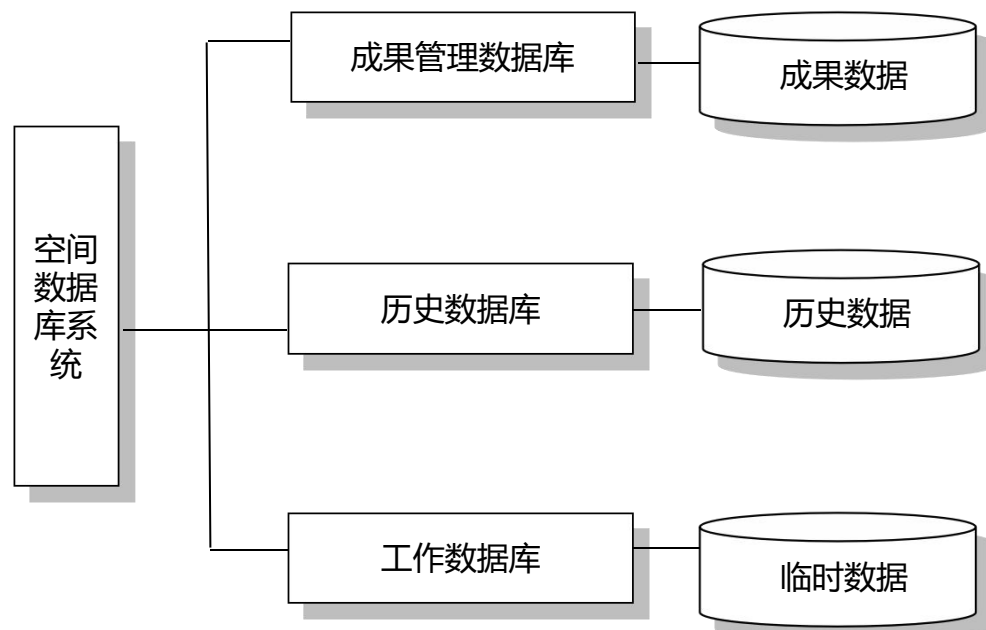 成果管理数据库
成果数据
空间
数据
库系
统
历史数据库
历史数据
工作数据库
临时数据